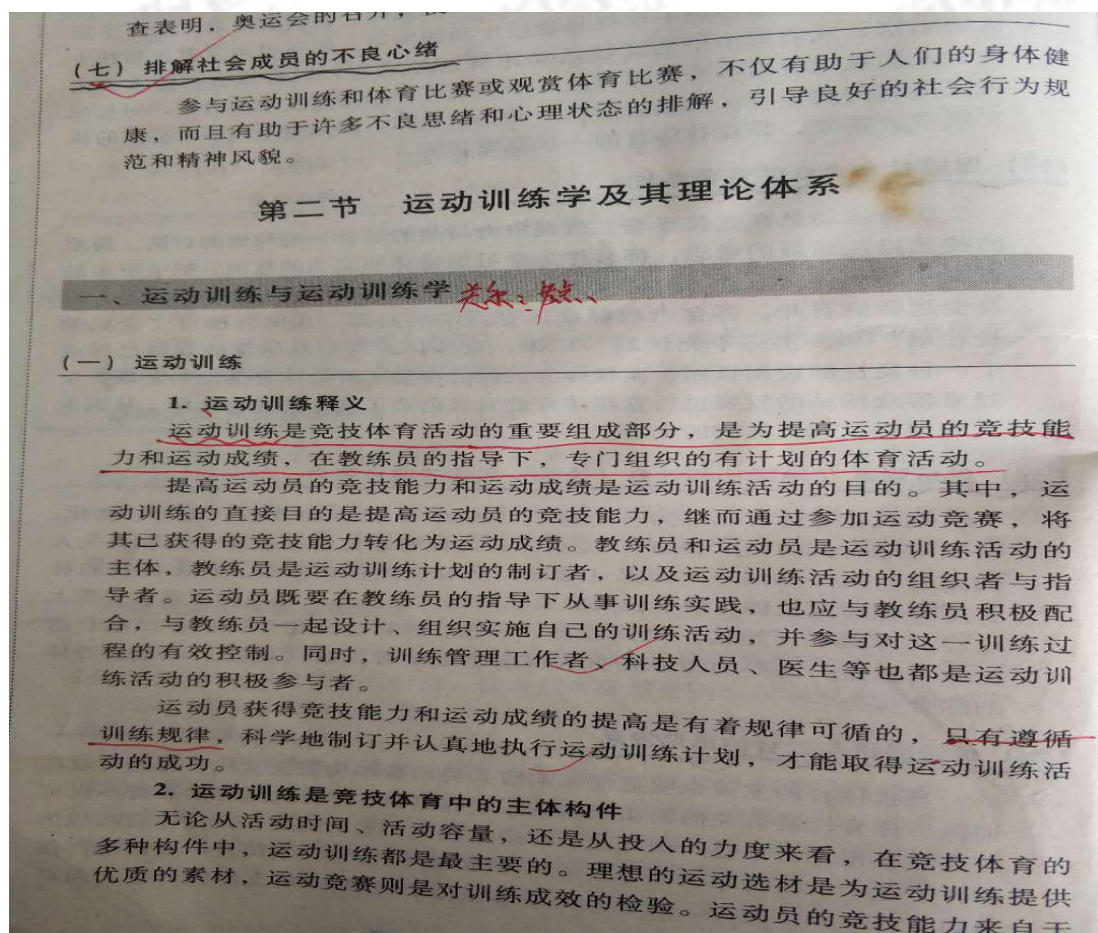 查表明，奥运会的召开，
（七）排解社会成员的不良心绪
参与运动训练和体育比赛或观赏体育比赛，不仅有助于人们的身体健
康，而且有助于许多不良思绪和心理状态的排解，引导良好的社会行为规
范和精神风貌。
第二节 运动训练学及其理论体系
一、运动训练与运动训练学
（一）运动训练
1. 运动训练释义
运动训练是竞技体育活动的重要组成部分，是为提高运动员的竞技能
力和运动成绩，在教练员的指导下，专门组织的有计划的体育活动。
提高运动员的竞技能力和运动成绩是运动训练活动的目的。其中，运
动训练的直接目的是提高运动员的竞技能力，继而通过参加运动竞赛，将
其已获得的竞技能力转化为运动成绩。教练员和运动员是运动训练活动的
主体，教练员是运动训练计划的制订者，以及运动训练活动的组织者与指
导者。运动员既要在教练员的指导下从事训练实践，也应与教练员积极配
合，与教练员一起设计、组织实施自己的训练活动，并参与对这一训练过
程的有效控制。同时，训练管理工作者、科技人员、医生等也都是运动训
练活动的积极参与者。
运动员获得竞技能力和运动成绩的提高是有着规律可循的，只有遵循
训练规律，科学地制订并认真地执行运动训练计划，才能取得运动训练活
动的成功。
2. 运动训练是竞技体育中的主体构件
无论从活动时间、活动容量，还是从投入的力度来看，在竞技体育的
多种构件中，运动训练都是最主要的。理想的运动选材是为运动训练提供
优质的素材，运动竞赛则是对训练成效的检验。运动员的竞技能力来自于